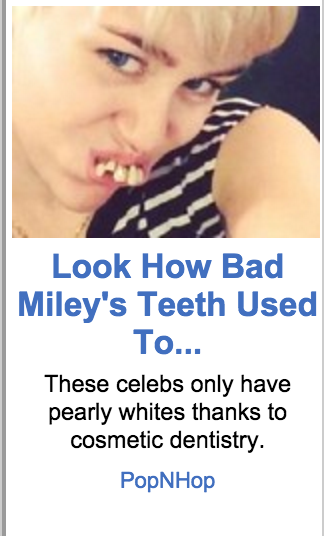 Look How Bad
Miley's Teeth Used
To...
These celebs only have
pearly whites thanks to
cosmetic dentistry.
PopNHop